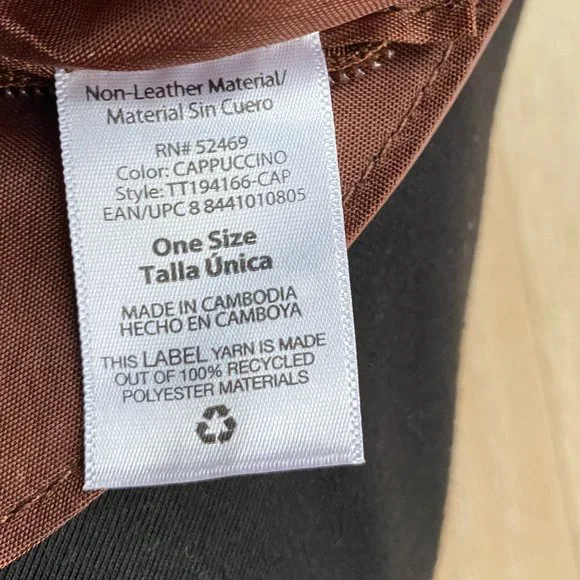 Non-Leather Material/
Material Sin Cuero
RN# 52469
Color: CAPPUCCINO
Style: TT194166-CAP
EAN/UPC 8 8441010805
One Size
Talla Única
MADE IN CAMBODIA
HECHO EN CAMBOYA
THIS LABEL YARN IS MADE
OUT OF 100% RECYCLED
POLYESTER MATERIALS